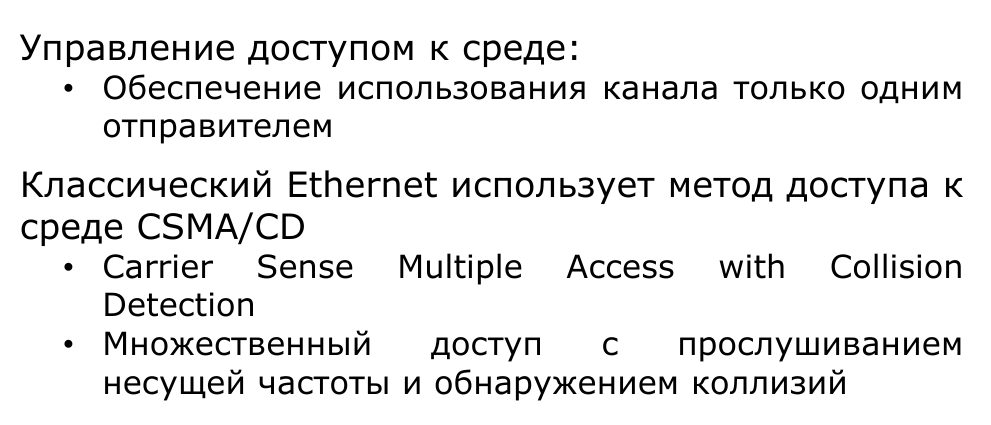 Управление доступом к среде:
• Обеспечение использования канала только одним
отправителем
Классический Ethernet использует метод доступа к
среде CSMA/CD
• Carrier Sense Multiple Access with Collision
Detection
• Множественный доступ с прослушиванием
несущей частоты и обнаружением коллизий